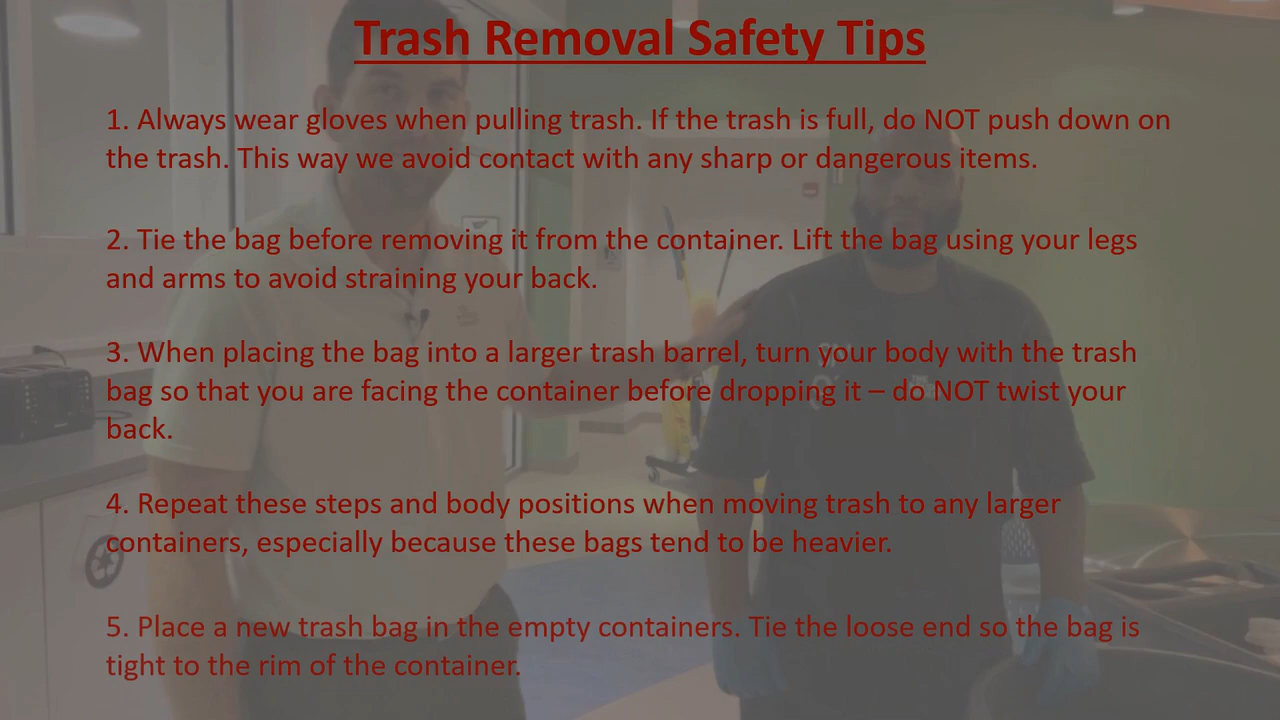 Trash Removal Safety Tips
1. Always wear gloves when pulling trash. If the trash is full, do NOT push down on
the trash. This way we avoid contact with any sharp or dangerous items.
2. Tie the bag before removing it from the container. Lift the bag using your legs
and arms to avoid straining your back.
3. When placing the bag into a larger trash barrel, turn your body with the trash
bag so that you are facing the container before dropping it – do NOT twist your
back.
4. Repeat these steps and body positions when moving trash to any larger
containers, especially because these bags tend to be heavier.
5. Place a new trash bag in the empty containers. Tie the loose end so the bag is
tight to the rim of the container.